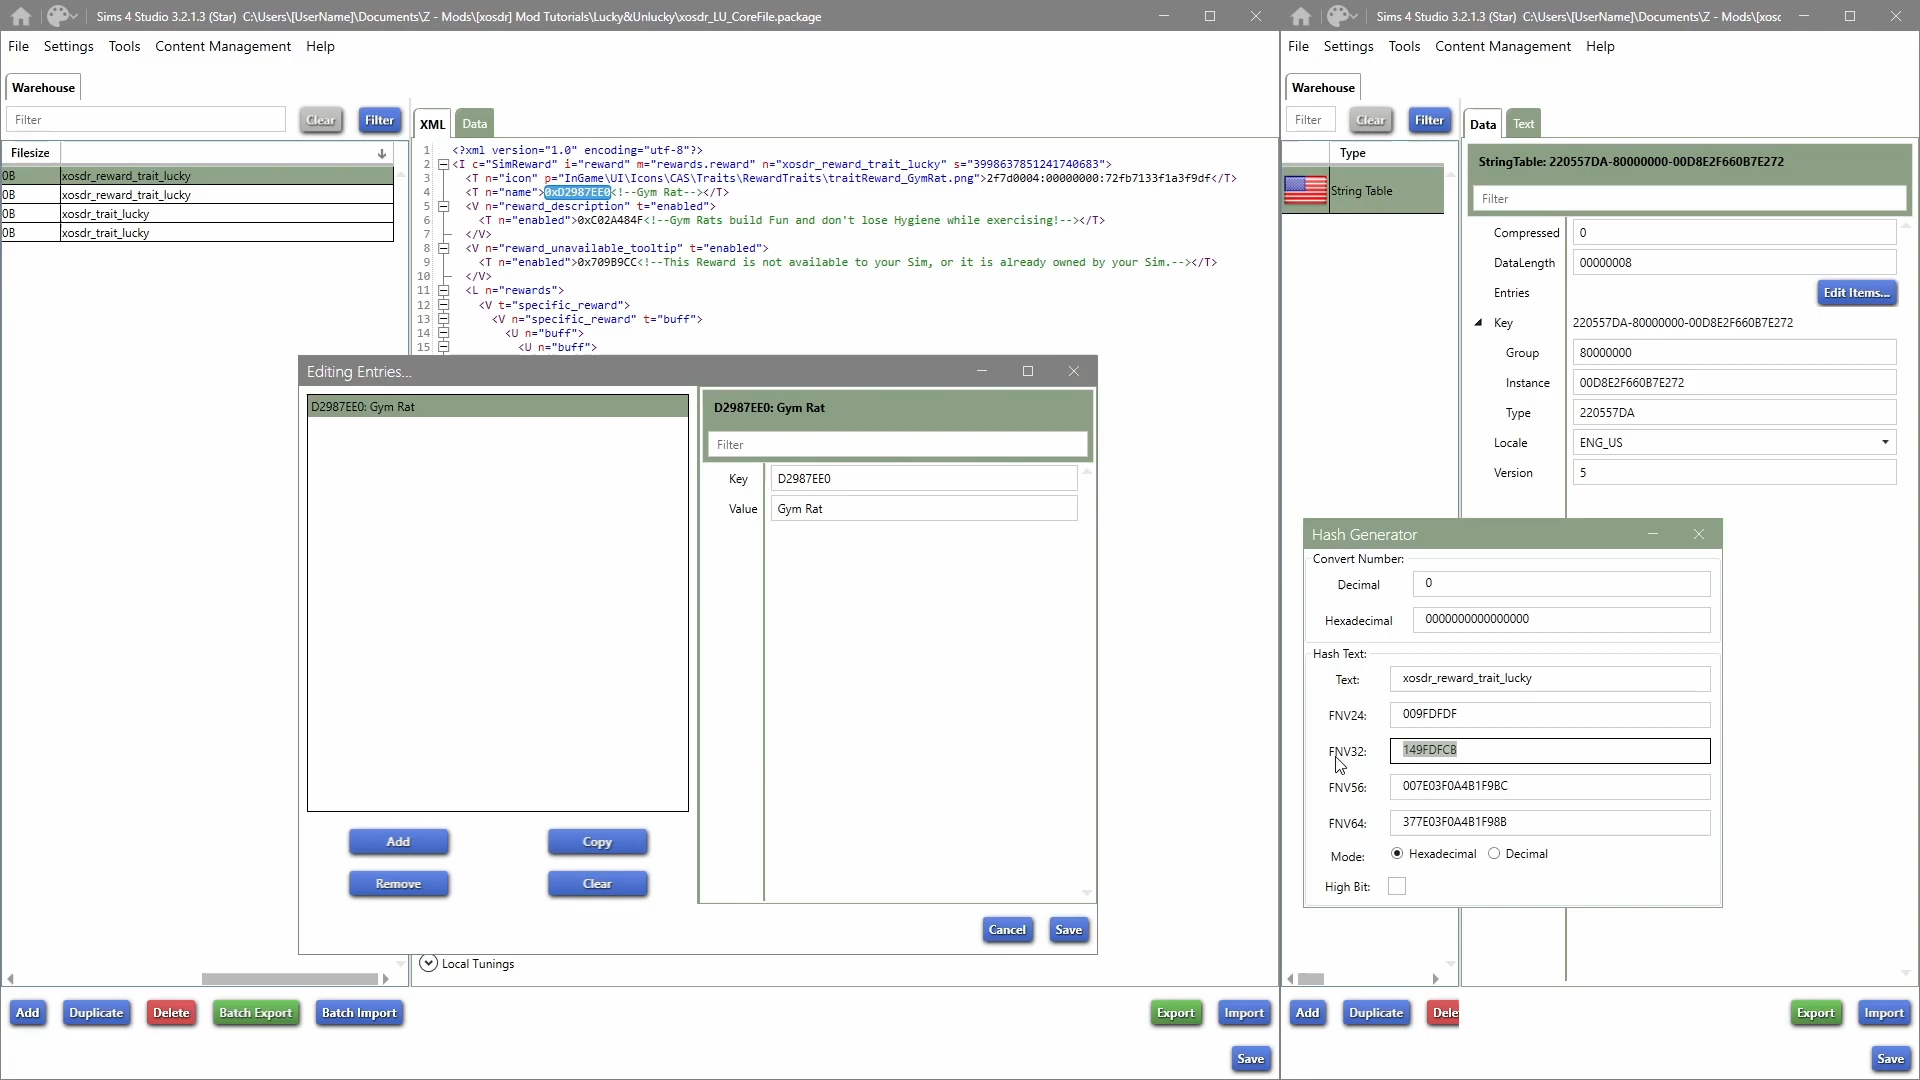 Sims 4 Studio 3.2.1.3 (Star)  C:\Users\[UserName]\Documents\Z - Mods\[xosdr] Mod Tutorials\Lucky&Unlucky\xosdr_LU_CoreFile.package
File Settings Tools Content Management Help
Warehouse
Filter Clear Filter
Filesize
0B xosdr_reward_trait_lucky
0B xosdr_reward_trait_lucky
0B xosdr_trait_lucky
0B xosdr_trait_lucky
XML Data
1 <?xml version="1.0" encoding="utf-8"?>
2 <I c="SimReward" i="reward" m="rewards.reward" n="xosdr_reward_trait_lucky" s="3998637851241740683">
3 <T n="icon" p="InGame\UI\Icons\CAS\Traits\RewardTraits\traitReward_GymRat.png">2f7d0004:00000000:72fb7133f1a3f9df</T>
4 <T n="name">0xD2987EE0<!--Gym Rat--></T>
5 <V n="reward_description" t="enabled">
6 <T n="enabled">0xC02A484F<!--Gym Rats build Fun and don't lose Hygiene while exercising!--></T>
7 </V>
8 <V n="reward_unavailable_tooltip" t="enabled">
9 <T n="enabled">0x709B9CC<!--This Reward is not available to your Sim, or it is already owned by your Sim.--></T>
10 </V>
11 <L n="rewards">
12 <V t="specific_reward">
13 <V n="specific_reward" t="buff">
14 <U n="buff">
15 <U n="buff">
Editing Entries...
D2987EE0: Gym Rat
Add Copy
Remove Clear
D2987EE0: Gym Rat
Filter
Key D2987EE0
Value Gym Rat
Cancel Save
Local Tunings
Add Duplicate Delete Batch Export Batch Import Export Import
Save
Sims 4 Studio 3.2.1.3 (Star)  C:\Users\[UserName]\Documents\Z - Mods\[xosc
File Settings Tools Content Management Help
Warehouse
Filter Clear Filter
Type
String Table
Data Text
StringTable: 220557DA-80000000-00D8E2F660B7E272
Filter
Compressed 0
DataLength 00000008
Entries Edit Items...
Key 220557DA-80000000-00D8E2F660B7E272
Group 80000000
Instance 00D8E2F660B7E272
Type 220557DA
Locale ENG_US
Version 5
Hash Generator
Convert Number:
Decimal 0
Hexadecimal 0000000000000000
Hash Text:
Text: xosdr_reward_trait_lucky
FNV24: 009FDFDF
FNV32: 149FDFCB
FNV56: 007E03F0A4B1F9BC
FNV64: 377E03F0A4B1F98B
Mode: Hexadecimal Decimal
High Bit:
Add Duplicate Dele Export Import
Save